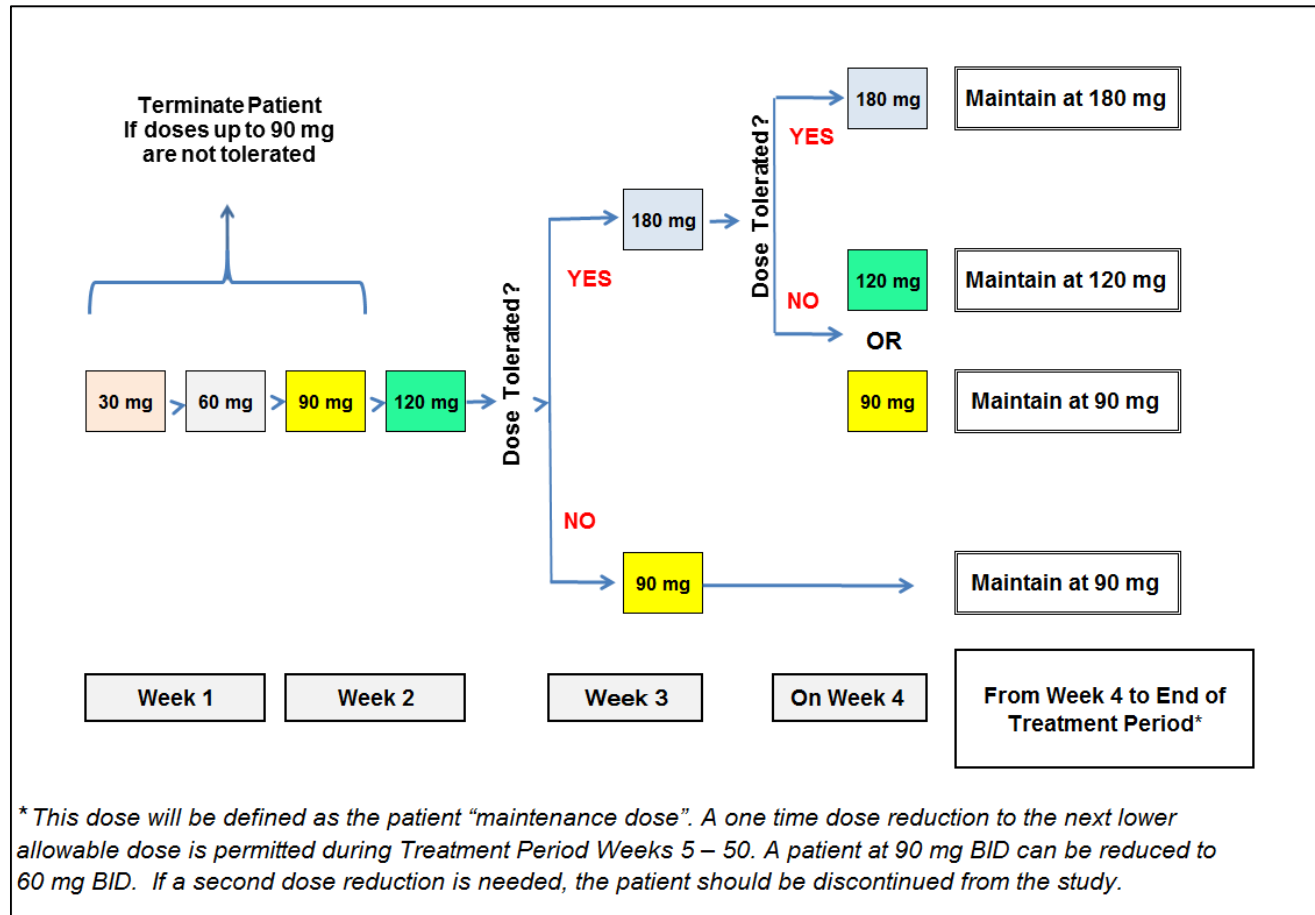 Terminate Patient
If doses up to 90 mg
are not tolerated
30 mg
60 mg
90 mg
120 mg
Dose Tolerated?
YES
NO
180 mg
90 mg
Dose Tolerated?
YES
NO
180 mg
120 mg
OR
90 mg
Maintain at 180 mg
Maintain at 120 mg
Maintain at 90 mg
Maintain at 90 mg
Week 1
Week 2
Week 3
On Week 4
From Week 4 to End of
Treatment Period*
* This dose will be defined as the patient “maintenance dose”. A one time dose reduction to the next lower
allowable dose is permitted during Treatment Period Weeks 5 – 50. A patient at 90 mg BID can be reduced to
60 mg BID. If a second dose reduction is needed, the patient should be discontinued from the study.